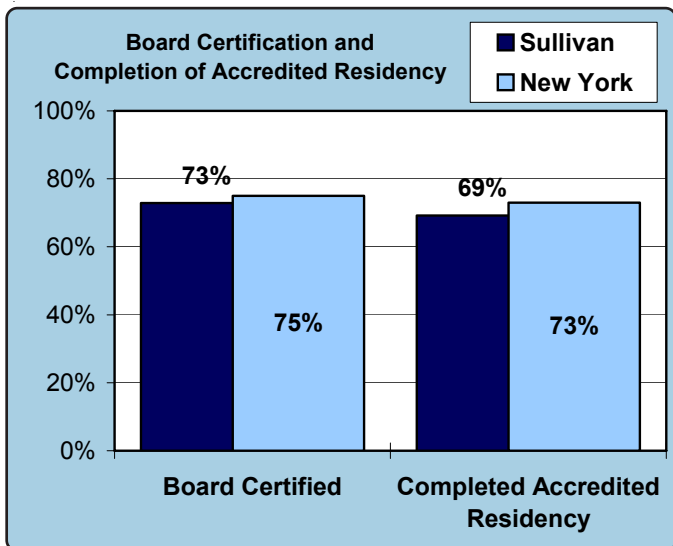 Board Certification and
Completion of Accredited Residency
Sullivan
New York
100%
80%
60%
40%
20%
0%
73%
75%
69%
73%
Board Certified
Completed Accredited
Residency